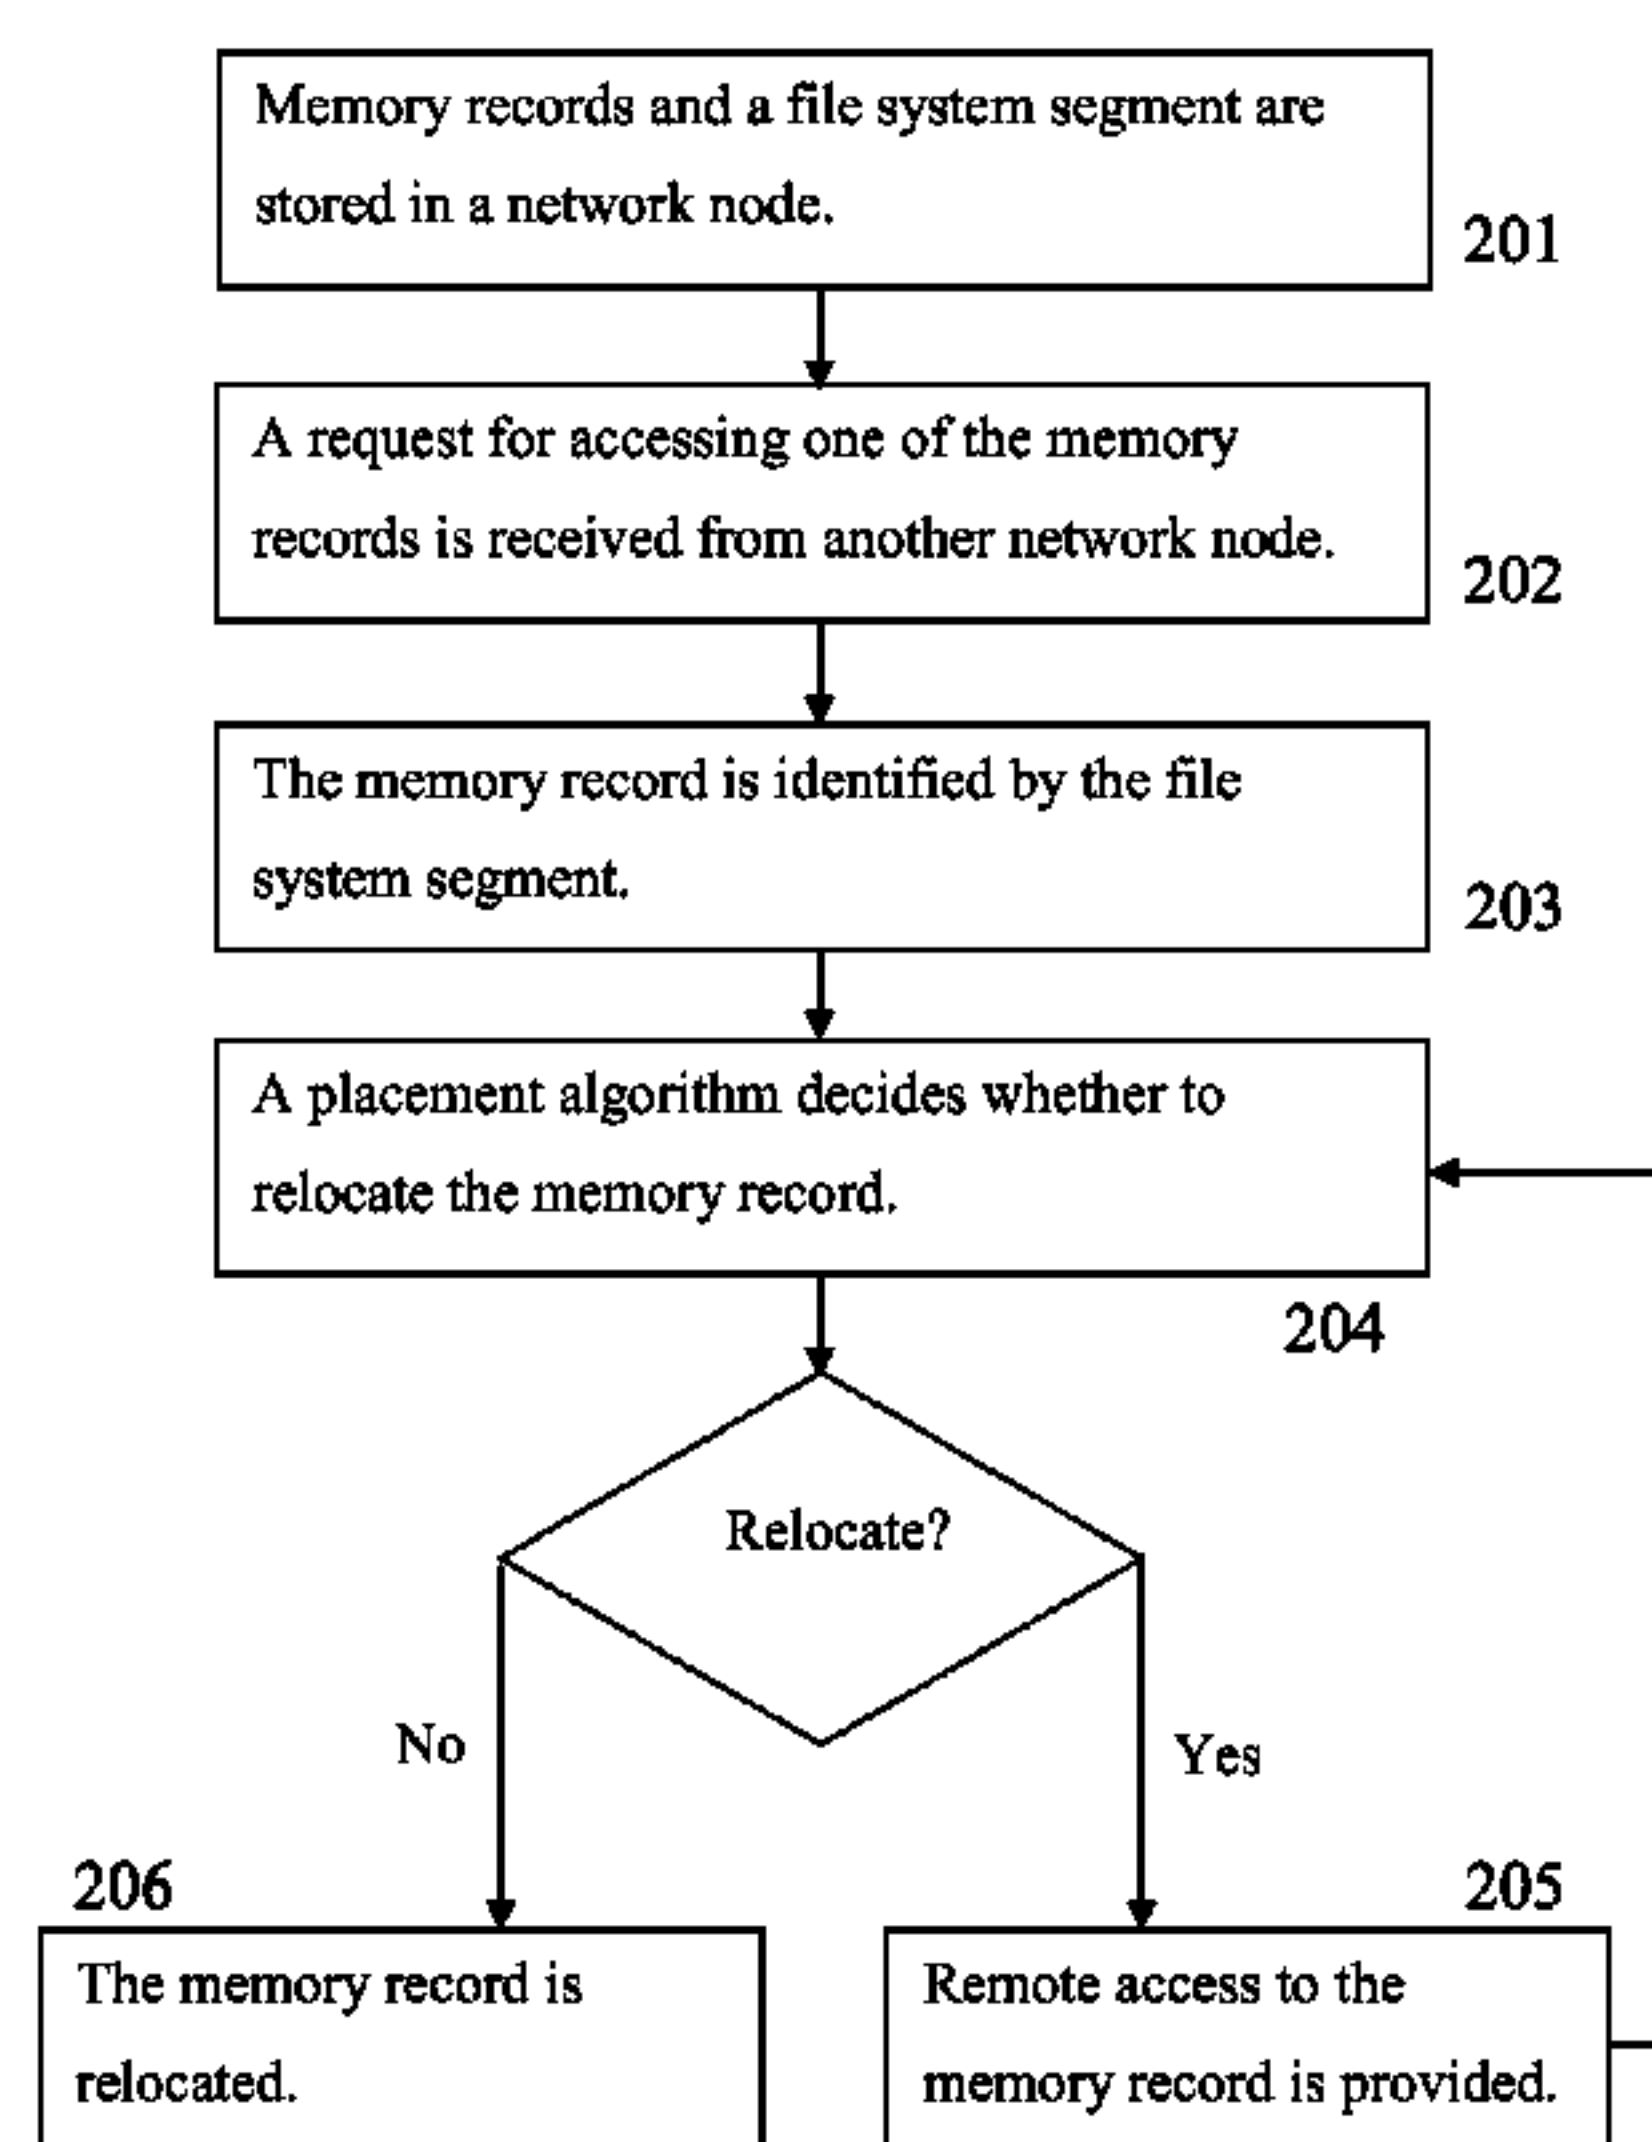 Memory records and a file system segment are
stored in a network node.
201
A request for accessing one of the memory
records is received from another network node.
202
The memory record is identified by the file
system segment.
203
A placement algorithm decides whether to
relocate the memory record.
204
Relocate?
No
Yes
206
The memory record is
relocated.
205
Remote access to the
memory record is provided.